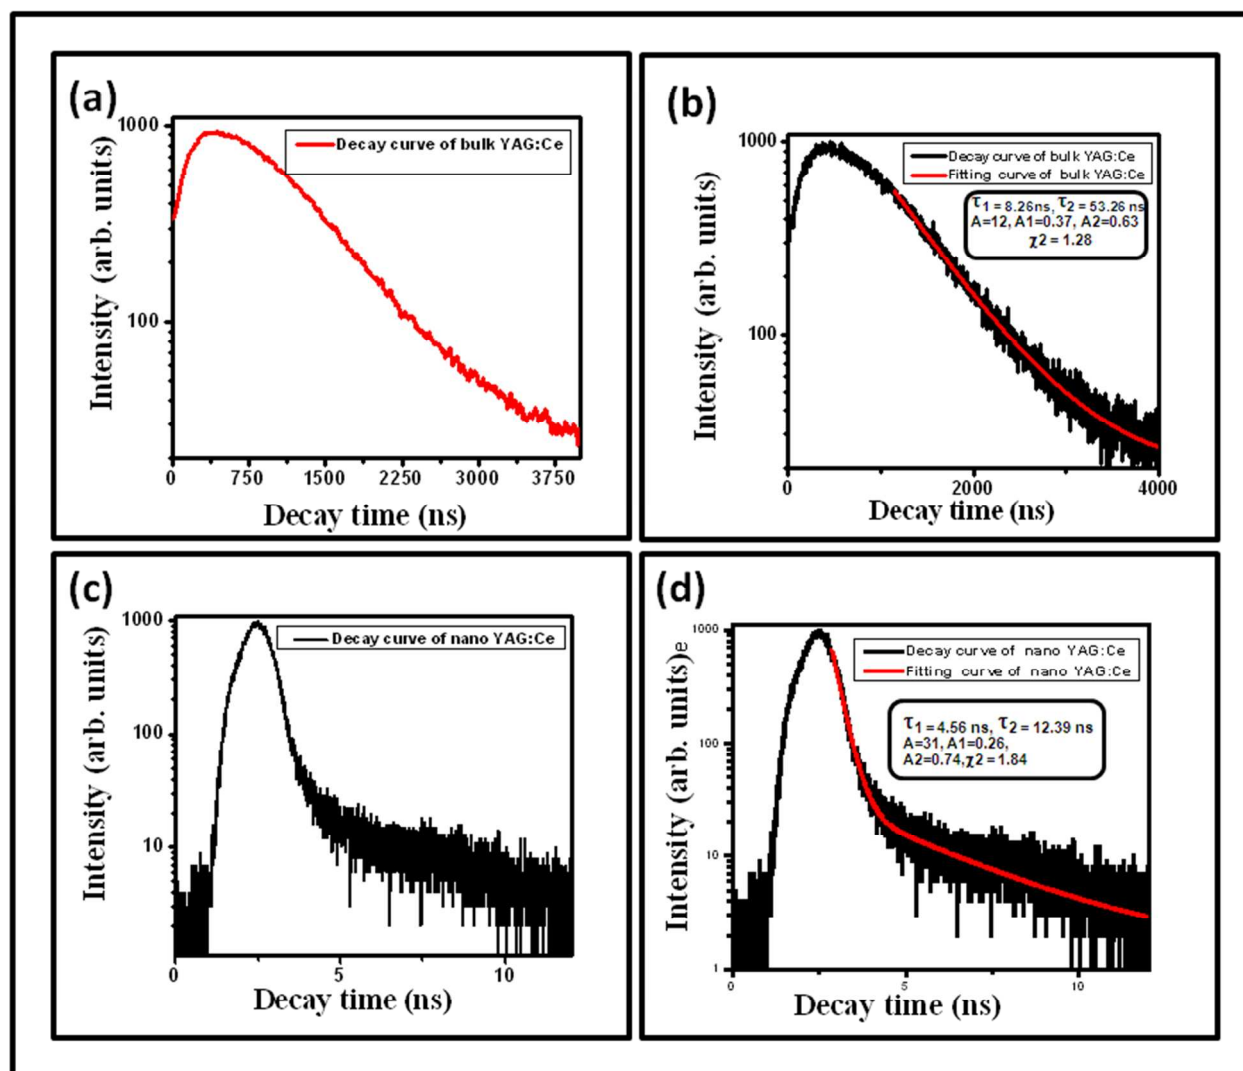 (a)
Intensity (arb. units)
1000
100
Decay curve of bulk YAG:Ce
0 750 1500 2250 3000 3750
Decay time (ns)
(b)
Intensity (arb. units)
1000
100
Decay curve of bulk YAG:Ce
Fitting curve of bulk YAG:Ce
τ1 = 8.26ns, τ2 = 53.26 ns
A=12, A1=0.37, A2=0.63
χ2 = 1.28
0 2000 4000
Decay time (ns)
(c)
Intensity (arb. units)
1000
100
10
Decay curve of nano YAG:Ce
0 5 10
Decay time (ns)
(d)
Intensity (arb. units)e
1000
100
10
1
Decay curve of nano YAG:Ce
Fitting curve of nano YAG:Ce
τ1 = 4.56 ns, τ2 = 12.39 ns
A=31, A1=0.26,
A2=0.74,χ2 = 1.84
0 5 10
Decay time (ns)